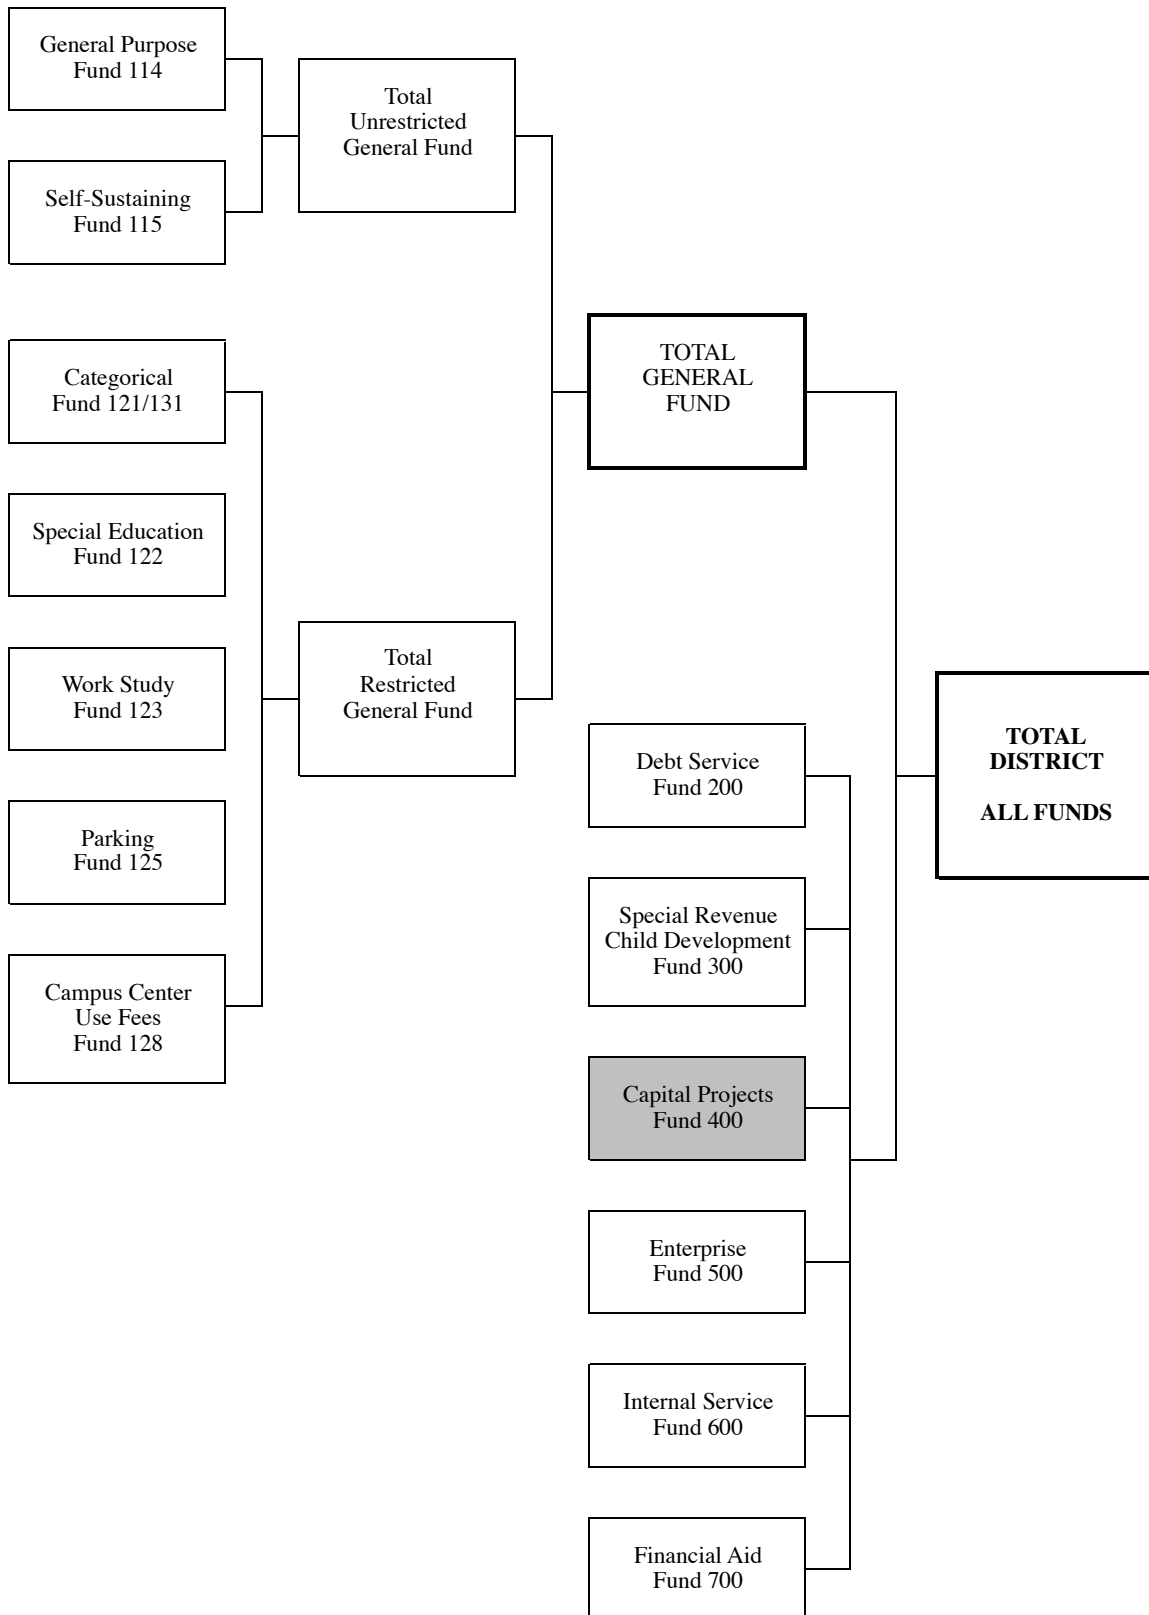 General Purpose
Fund 114
Self-Sustaining
Fund 115
Categorical
Fund 121/131
Special Education
Fund 122
Work Study
Fund 123
Parking
Fund 125
Campus Center
Use Fees
Fund 128
Total
Unrestricted
General Fund
Total
Restricted
General Fund
TOTAL
GENERAL
FUND
Debt Service
Fund 200
Special Revenue
Child Development
Fund 300
Capital Projects
Fund 400
Enterprise
Fund 500
Internal Service
Fund 600
Financial Aid
Fund 700
TOTAL
DISTRICT
ALL FUNDS